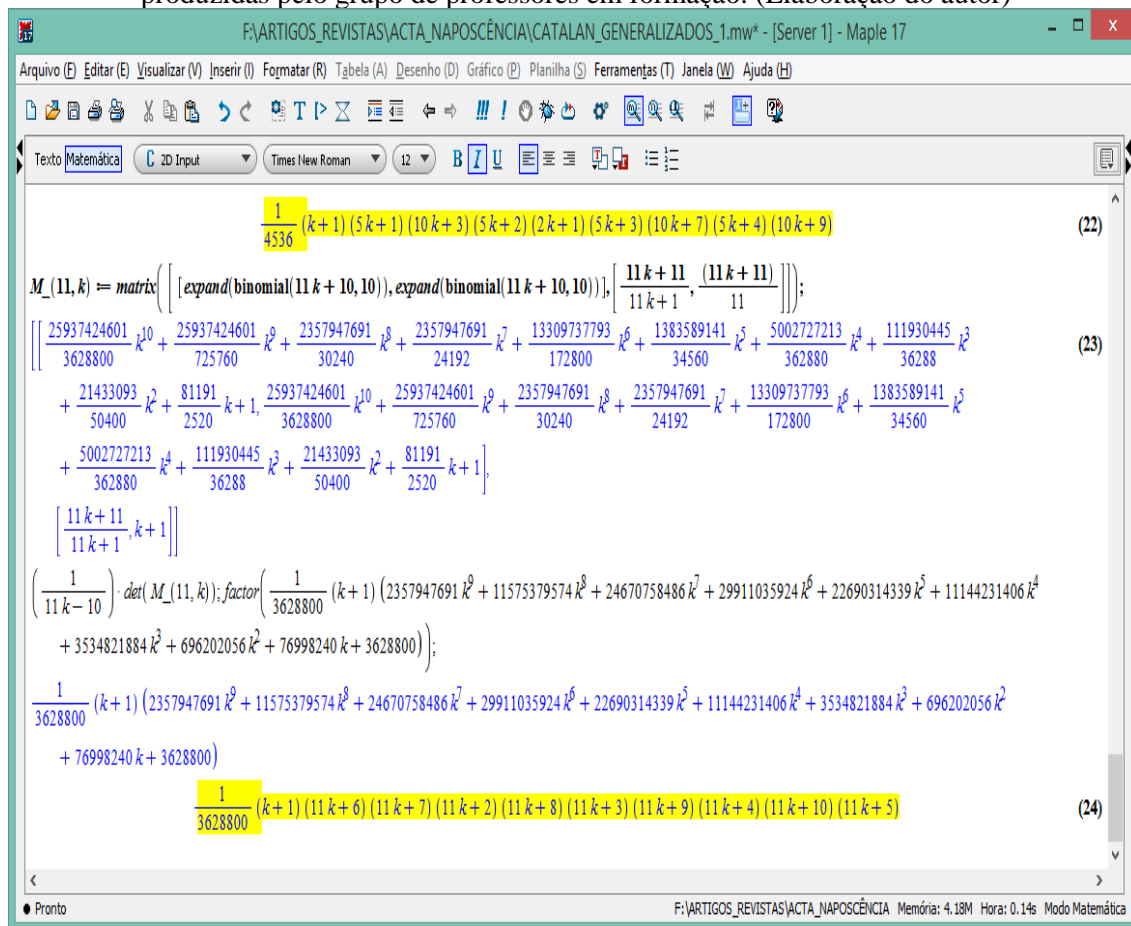 produzidas pelo grupo de professores em formação. (Elaboração do autor)
F:\ARTIGOS_REVISTAS\ACTA_NAPOSCÊNCIA\CATALAN_GENERALIZADOS_1.mw* - [Server 1] - Maple 17
Arquivo (F) Editar (E) Visualizar (V) Inserir (I) Formatar (R) Tabela (A) Desenho (D) Gráfico (P) Planilha (S) Ferramentas (T) Janela (W) Ajuda (H)
Texto Matemática C 2D Input Times New Roman 12 B I U
1/4536 (k+1) (5k+1) (10k+3) (5k+2) (2k+1) (5k+3) (10k+7) (5k+4) (10k+9) (22)
M_(11, k) := matrix([[expand(binomial(11k+10, 10)), expand(binomial(11k+10, 10))], [(11k+11)/(11k+1), (11k+11)/11]]);
[[25937424601/3628800 k^10 + 25937424601/725760 k^9 + 2357947691/30240 k^8 + 2357947691/24192 k^7 + 13309737793/172800 k^6 + 1383589141/34560 k^5 + 5002727213/362880 k^4 + 111930445/36288 k^3 (23)
+ 21433093/50400 k^2 + 81191/2520 k + 1, 25937424601/3628800 k^10 + 25937424601/725760 k^9 + 2357947691/30240 k^8 + 2357947691/24192 k^7 + 13309737793/172800 k^6 + 1383589141/34560 k^5
+ 5002727213/362880 k^4 + 111930445/36288 k^3 + 21433093/50400 k^2 + 81191/2520 k + 1],
[(11k+11)/(11k+1), k+1]]
(1/(11k-10)) · det(M_(11, k)); factor(1/3628800 (k+1) (2357947691 k^9 + 11575379574 k^8 + 24670758486 k^7 + 29911035924 k^6 + 22690314339 k^5 + 11144231406 k^4
+ 3534821884 k^3 + 696202056 k^2 + 76998240 k + 3628800));
1/3628800 (k+1) (2357947691 k^9 + 11575379574 k^8 + 24670758486 k^7 + 29911035924 k^6 + 22690314339 k^5 + 11144231406 k^4 + 3534821884 k^3 + 696202056 k^2
+ 76998240 k + 3628800)
1/3628800 (k+1) (11k+6) (11k+7) (11k+2) (11k+8) (11k+3) (11k+9) (11k+4) (11k+10) (11k+5) (24)
Pronto F:\ARTIGOS_REVISTAS\ACTA_NAPOSCÊNCIA Memória: 4.18M Hora: 0.14s Modo Matemática